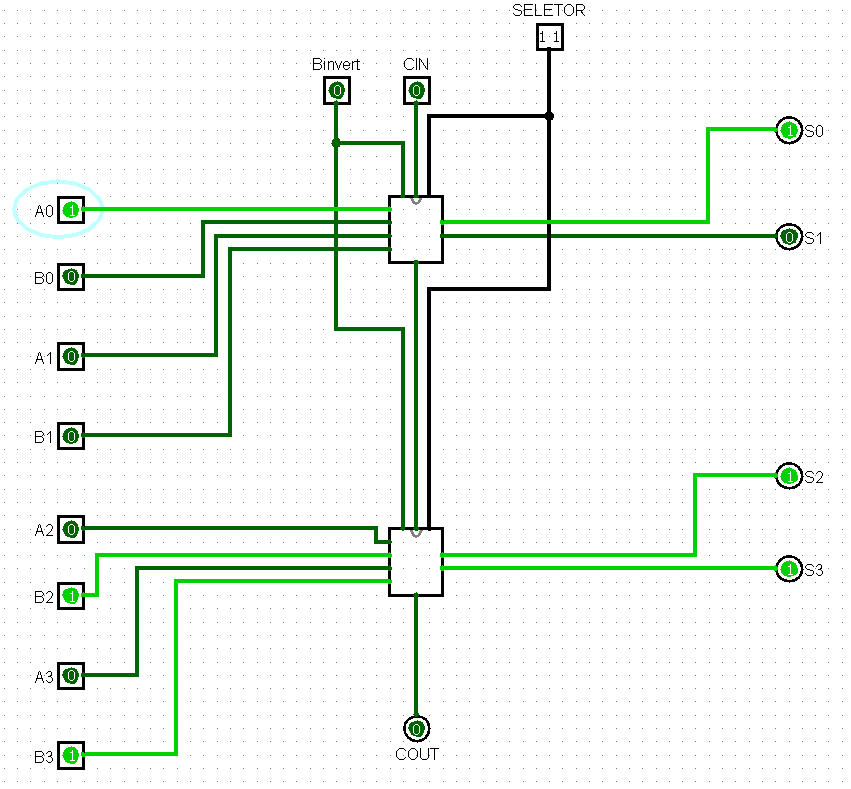 SELETOR
1 1
Binvert
CIN
0
0
1
S0
A0
1
0
S1
B0
0
A1
0
B1
0
1
S2
A2
0
1
S3
B2
1
A3
0
0
COUT
B3
1